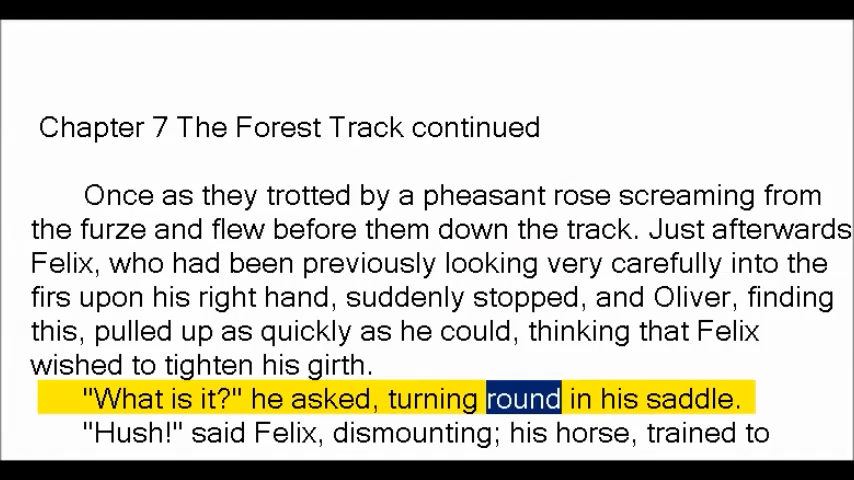 Chapter 7 The Forest Track continued
Once as they trotted by a pheasant rose screaming from
the furze and flew before them down the track. Just afterwards
Felix, who had been previously looking very carefully into the
firs upon his right hand, suddenly stopped, and Oliver, finding
this, pulled up as quickly as he could, thinking that Felix
wished to tighten his girth.
"What is it?" he asked, turning round in his saddle.
"Hush!" said Felix, dismounting; his horse, trained to